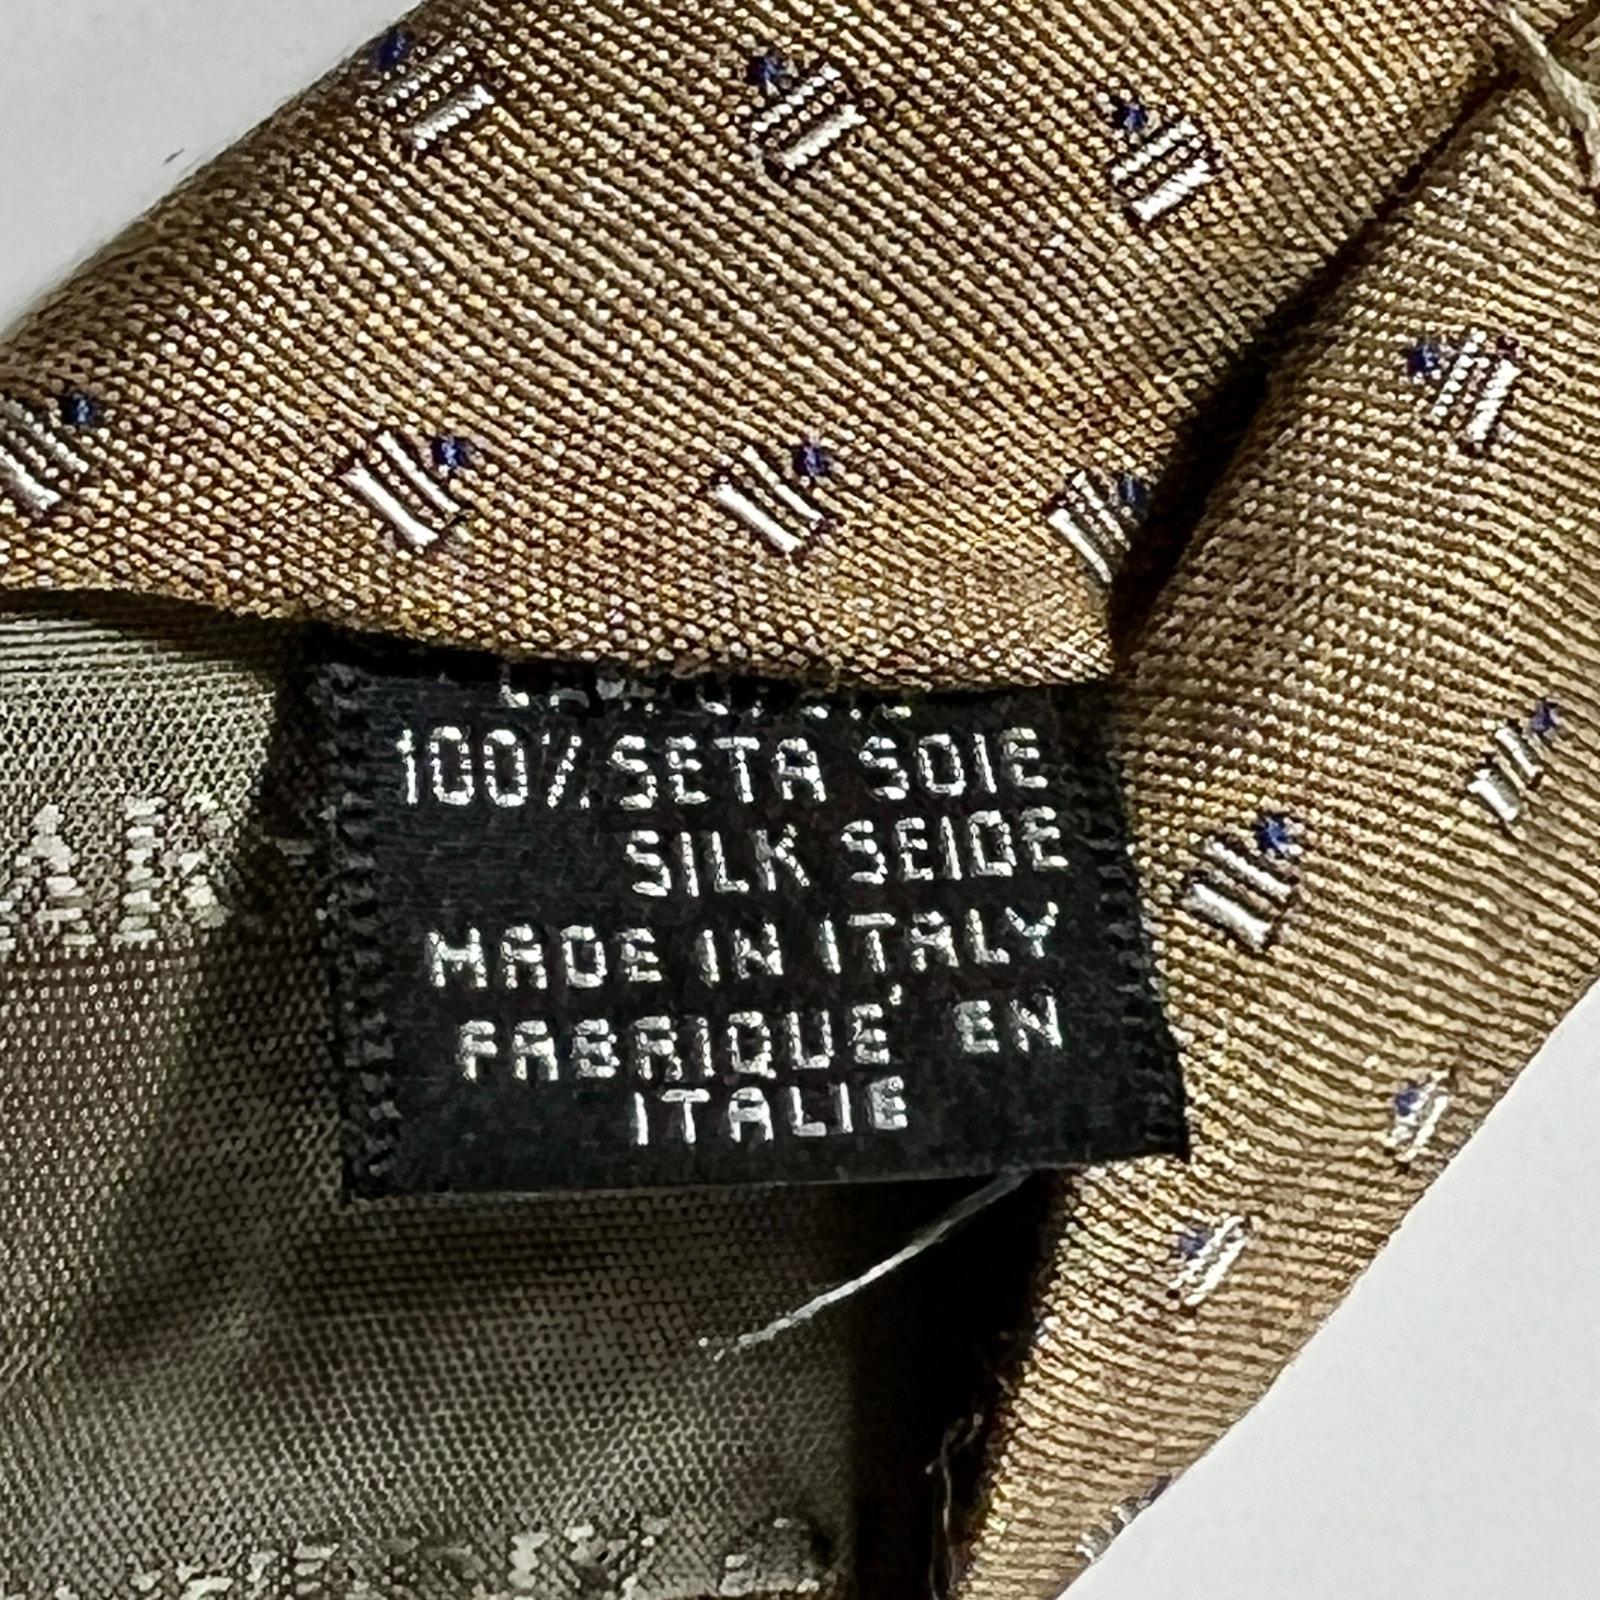 100% SETA SOIE
SILK SEIDE
MADE IN ITALY
FABRIQUE' EN
ITALIE